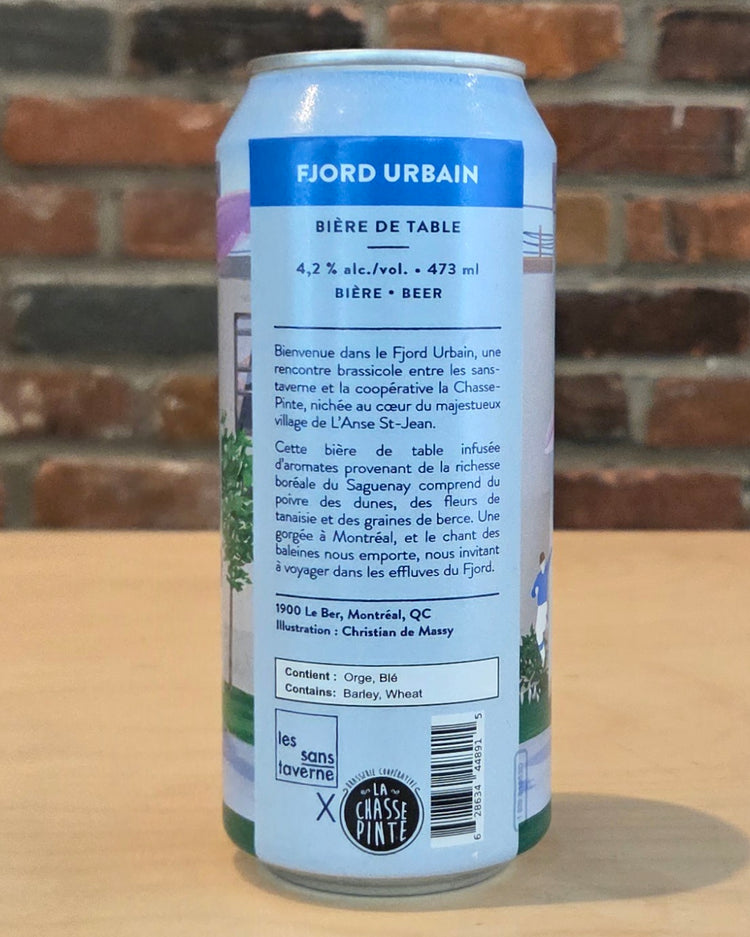 FJORD URBAIN
BIÈRE DE TABLE
4,2 % alc./vol. • 473 ml
BIÈRE • BEER
Bienvenue dans le Fjord Urbain, une
rencontre brassicole entre les sans-
taverne et la coopérative la Chasse-
Pinte, nichée au cœur du majestueux
village de L'Anse St-Jean.
Cette bière de table infusée
d'aromates provenant de la richesse
boréale du Saguenay comprend du
poivre des dunes, des fleurs de
tanaisie et des graines de berce. Une
gorgée à Montréal, et le chant des
baleines nous emporte, nous invitant
à voyager dans les effluves du Fjord.
1900 Le Ber, Montréal, QC
Illustration : Christian de Massy
Contient : Orge, Blé
Contains: Barley, Wheat
les
sans
taverne
X
BRASSERIE COOPÉRATIVE
LA
CHASSE
PINTE
6 28634 44891 5